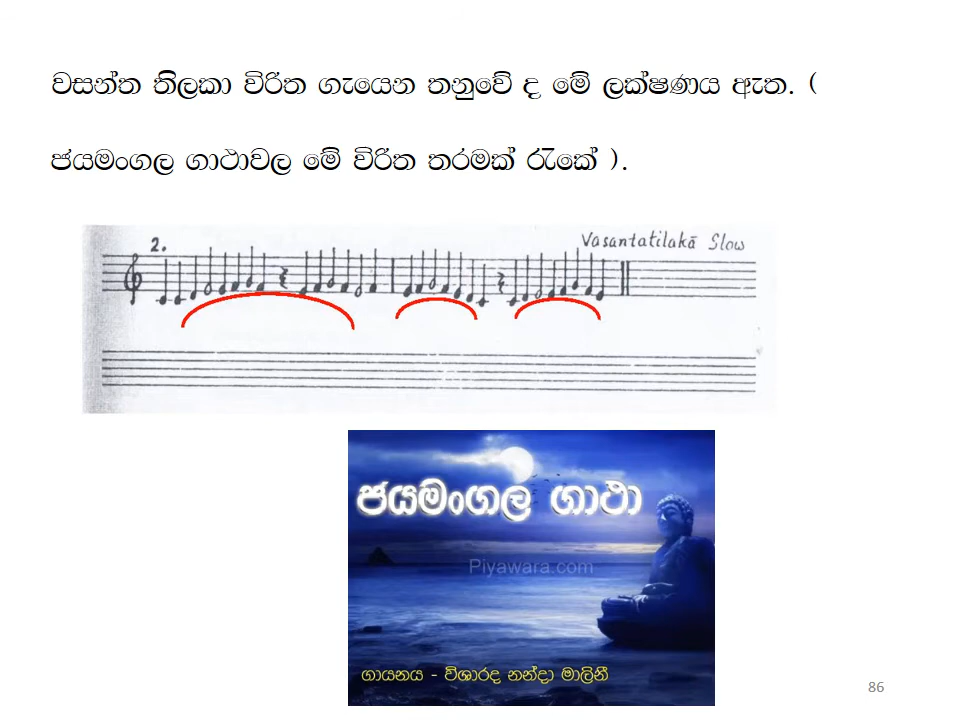 වසන්ත තිලකා විරිත ගැයෙන තනුවේ ද මේ ලක්ෂණය ඇත. (
ජයමංගල ගාථාවල මේ විරිත තරමක් රැකේ ).
2.
Vasantatilakā Slow
ජයමංගල ගාථා
Piyawara.com
ගායනය - විශාරද නන්දා මාලිනී
86